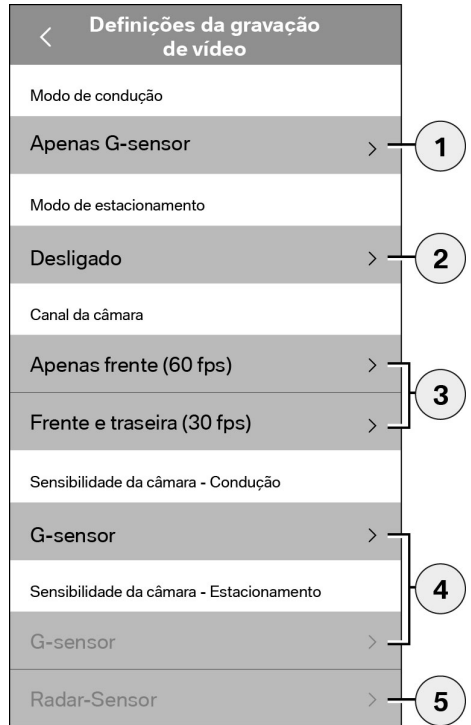 Definições da gravação
de vídeo
Modo de condução
Apenas G-sensor
1
Modo de estacionamento
Desligado
2
Canal da câmara
Apenas frente (60 fps)
3
Frente e traseira (30 fps)
Sensibilidade da câmara - Condução
G-sensor
4
Sensibilidade da câmara - Estacionamento
G-sensor
Radar-Sensor
5